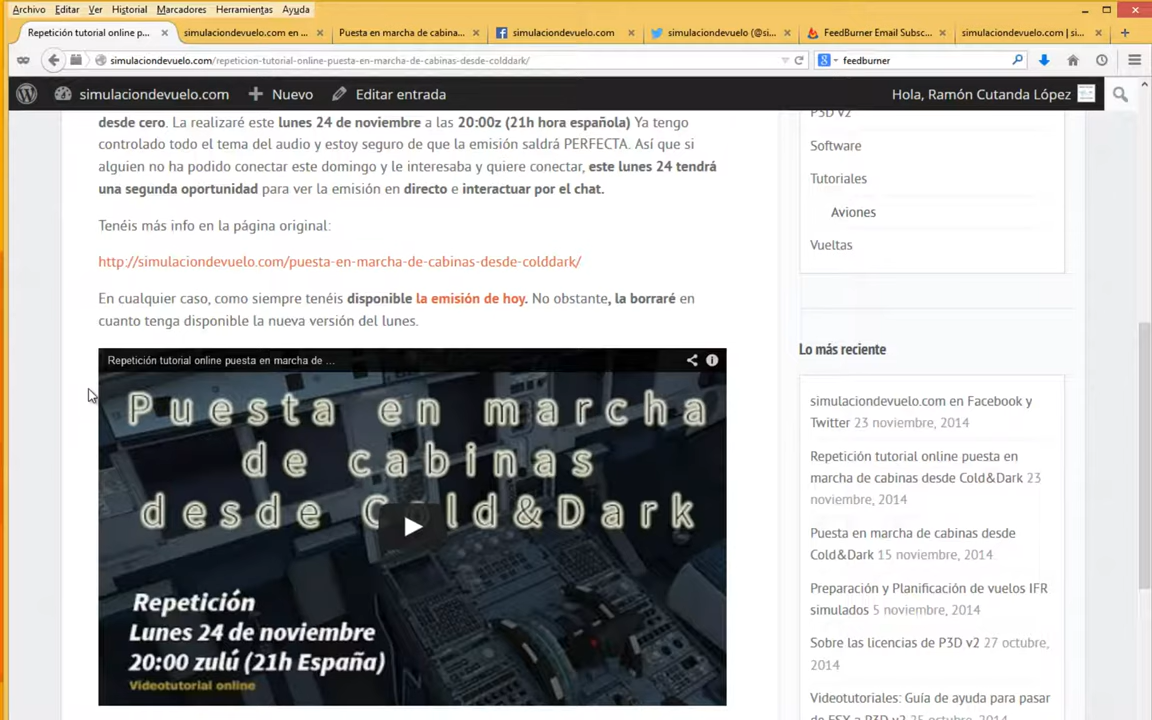 Archivo Editar Ver Historial Marcadores Herramientas Ayuda
Repetición tutorial online p... simulaciondevuelo.com en ... Puesta en marcha de cabina... simulaciondevuelo.com simulaciondevuelo (@si... FeedBurner Email Subsc... simulaciondevuelo.com | si...
simulaciondevuelo.com/repeticion-tutorial-online-puesta-en-marcha-de-cabinas-desde-colddark/ feedburner
simulaciondevuelo.com Nuevo Editar entrada Hola, Ramón Cutanda López
desde cero. La realizaré este lunes 24 de noviembre a las 20:00z (21h hora española) Ya tengo
controlado todo el tema del audio y estoy seguro de que la emisión saldrá PERFECTA. Así que si
alguien no ha podido conectar este domingo y le interesaba y quiere conectar, este lunes 24 tendrá
una segunda oportunidad para ver la emisión en directo e interactuar por el chat.
Tenéis más info en la página original:
http://simulaciondevuelo.com/puesta-en-marcha-de-cabinas-desde-colddark/
En cualquier caso, como siempre tenéis disponible la emisión de hoy. No obstante, la borraré en
cuanto tenga disponible la nueva versión del lunes.
Repetición tutorial online puesta en marcha de ...
Puesta en marcha
de cabinas
desde Cold&Dark
Repetición
Lunes 24 de noviembre
20:00 zulú (21h España)
Videotutorial online
P3D v2
Software
Tutoriales
Aviones
Vueltas
Lo más reciente
simulaciondevuelo.com en Facebook y
Twitter 23 noviembre, 2014
Repetición tutorial online puesta en
marcha de cabinas desde Cold&Dark 23
noviembre, 2014
Puesta en marcha de cabinas desde
Cold&Dark 15 noviembre, 2014
Preparación y Planificación de vuelos IFR
simulados 5 noviembre, 2014
Sobre las licencias de P3D v2 27 octubre,
2014
Videotutoriales: Guía de ayuda para pasar
de FSX a P3D v2 25 octubre, 2014